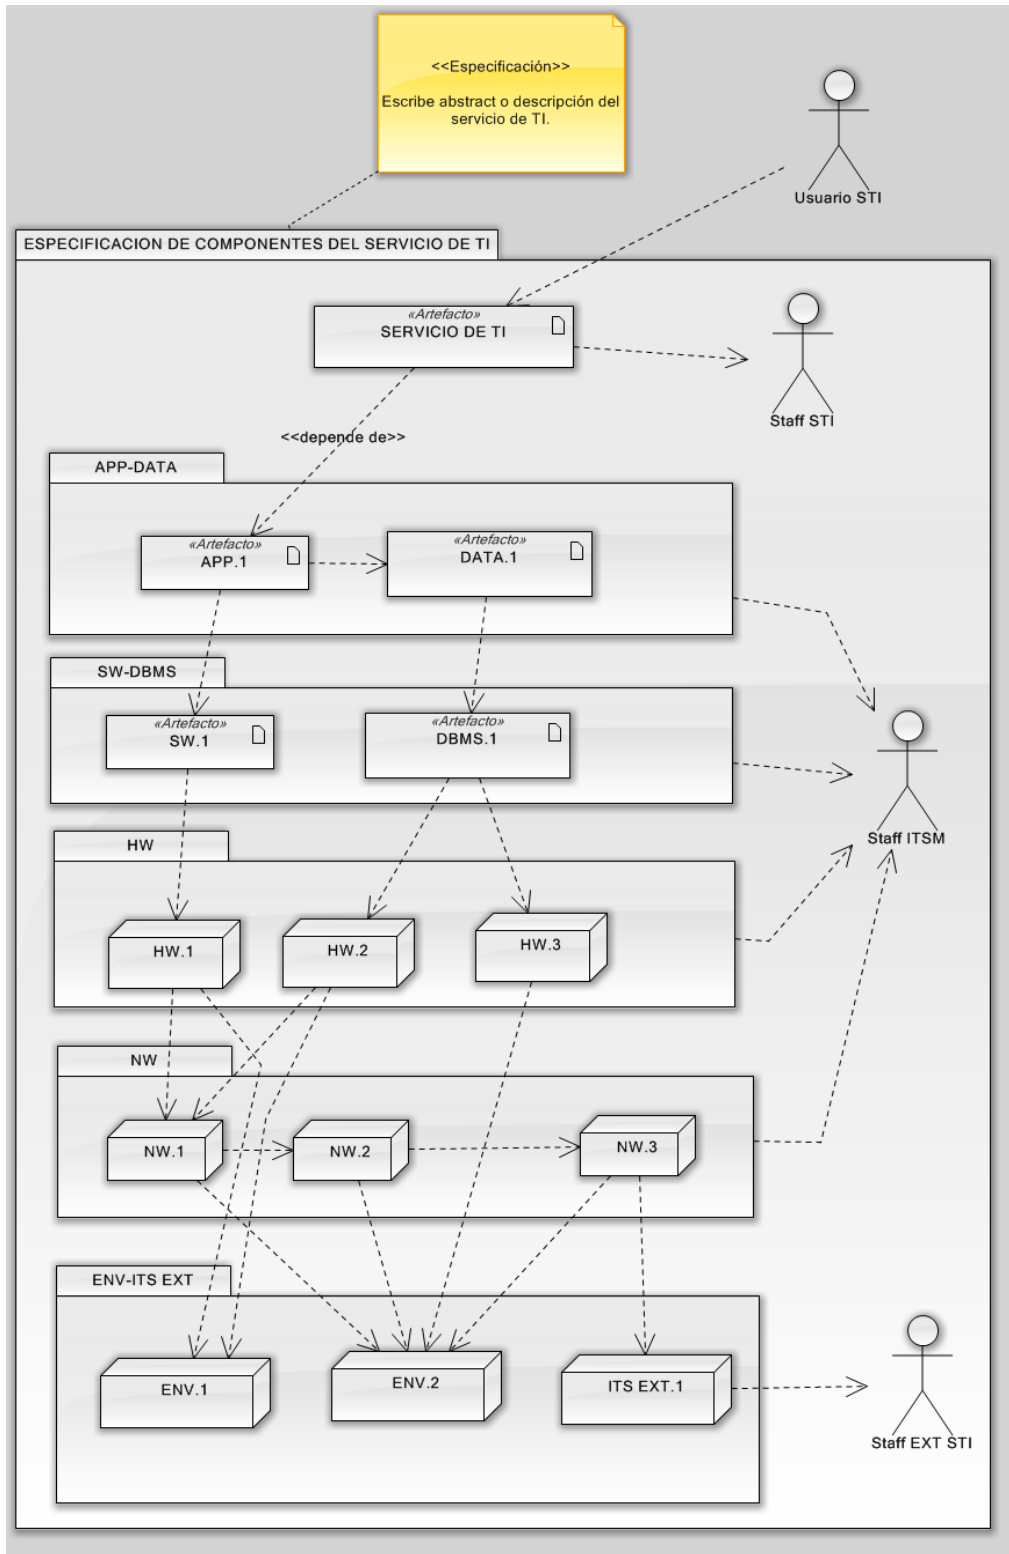 <<Especificación>>
Escribe abstract o descripción del
servicio de TI.
Usuario STI
ESPECIFICACION DE COMPONENTES DEL SERVICIO DE TI
«Artefacto»
SERVICIO DE TI
Staff STI
<<depende de>>
APP-DATA
«Artefacto»
APP.1
«Artefacto»
DATA.1
SW-DBMS
«Artefacto»
SW.1
«Artefacto»
DBMS.1
Staff ITSM
HW
HW.1
HW.2
HW.3
NW
NW.1
NW.2
NW.3
ENV-ITS EXT
ENV.1
ENV.2
ITS EXT.1
Staff EXT STI